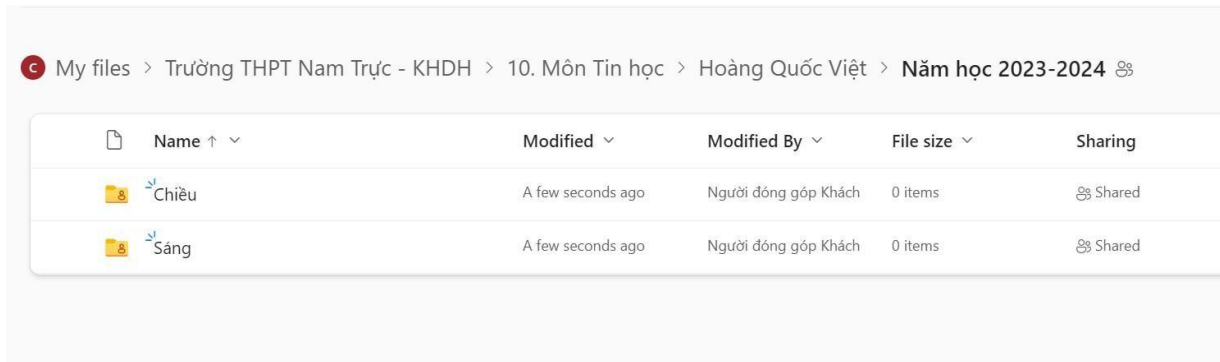 C My files > Trường THPT Nam Trực - KHDH > 10. Môn Tin học > Hoàng Quốc Việt > Năm học 2023-2024
Name ↑ Modified Modified By File size Sharing
Chiều A few seconds ago Người đóng góp Khách 0 items Shared
Sáng A few seconds ago Người đóng góp Khách 0 items Shared